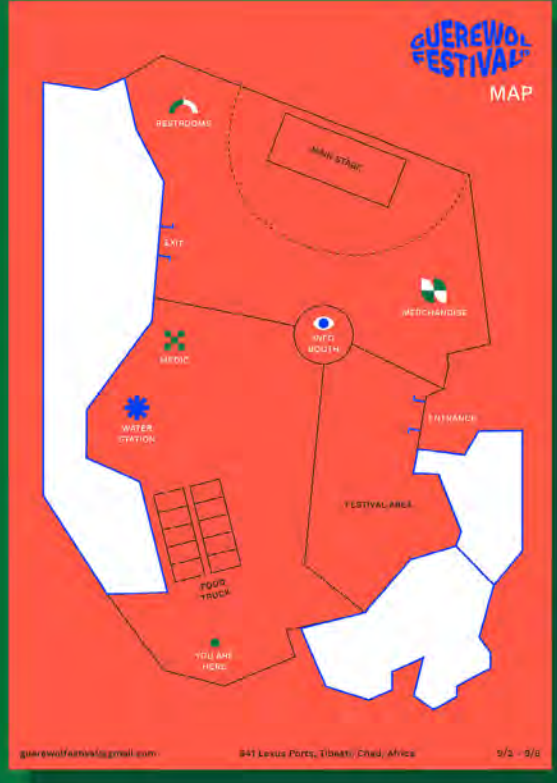 GUEREWOL
FESTIVAL
MAP
RESTROOMS
MAIN STAGE
EXIT
MERCHANDISE
INFO
BOOTH
MEDIC
WATER
STATION
ENTRANCE
FESTIVAL AREA
FOOD
TRUCK
YOU ARE
HERE
guerewolfestival@gmail.com
Chad, Africa